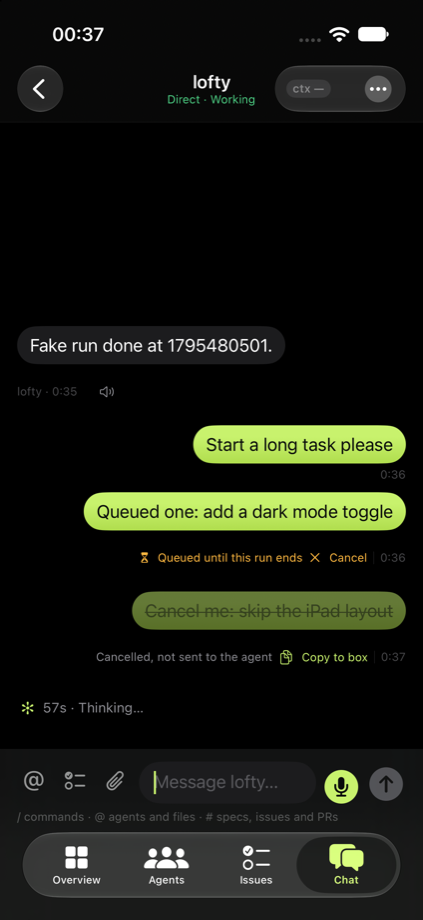 00:37
lofty
Direct · Working
ctx —
Fake run done at 1795480501.
lofty · 0:35
Start a long task please
0:36
Queued one: add a dark mode toggle
Queued until this run ends Cancel 0:36
Cancel me: skip the iPad layout
Cancelled, not sent to the agent Copy to box 0:37
57s · Thinking...
@
Message lofty...
/ commands · @ agents and files · # specs, issues and PRs
Overview Agents Issues Chat